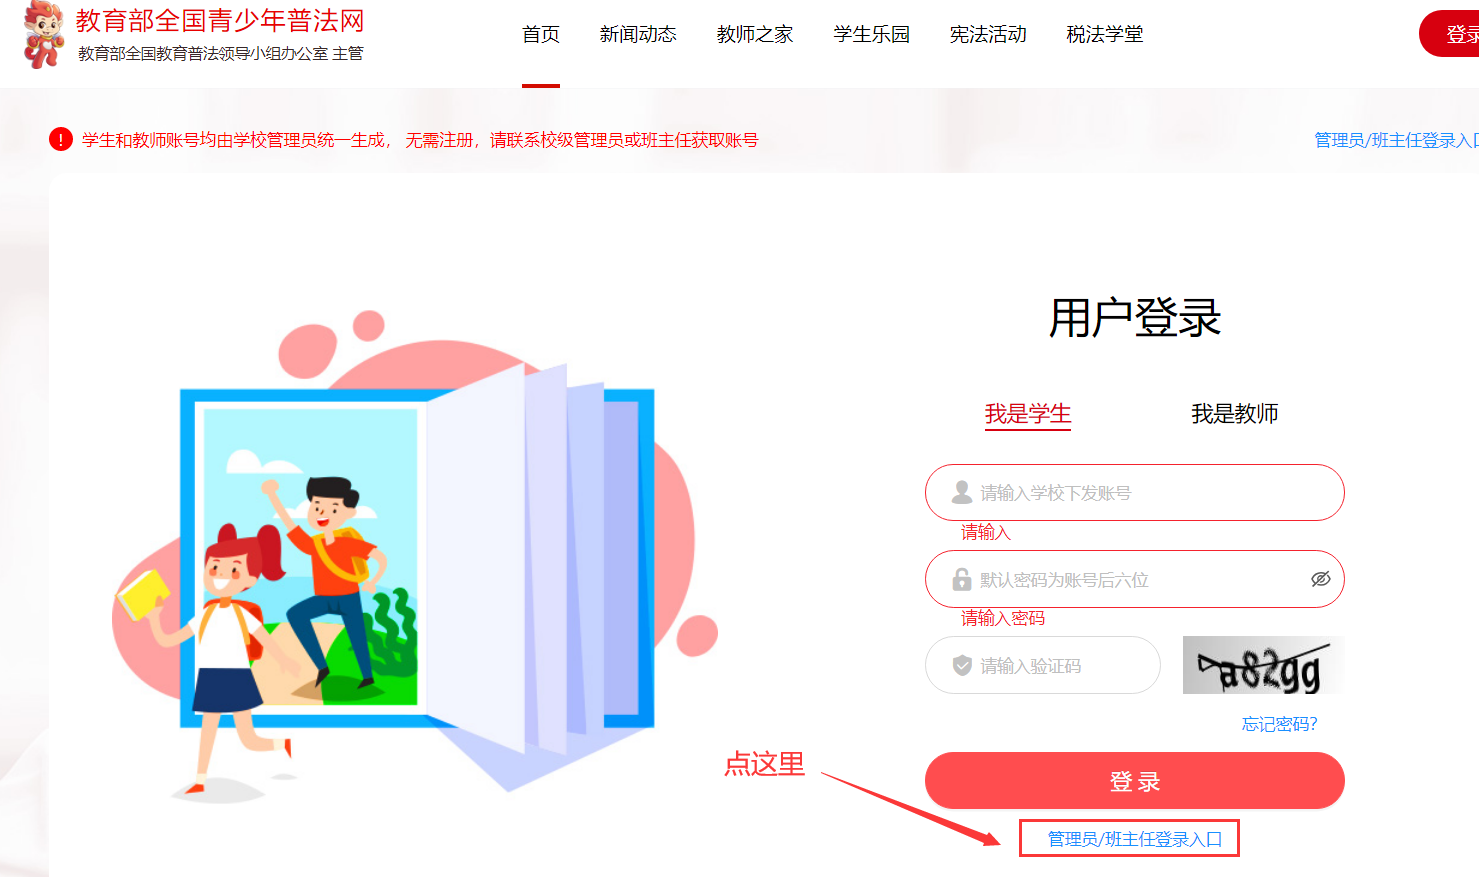 教育部全国青少年普法网
教育部全国教育普法领导小组办公室 主管
首页 新闻动态 教师之家 学生乐园 宪法活动 税法学堂
登录
学生和教师账号均由学校管理员统一生成， 无需注册，请联系校级管理员或班主任获取账号
管理员/班主任登录入口
用户登录
我是学生 我是教师
请输入学校下发账号
请输入
默认密码为账号后六位
请输入密码
请输入验证码
a82gg
忘记密码?
点这里
登录
管理员/班主任登录入口